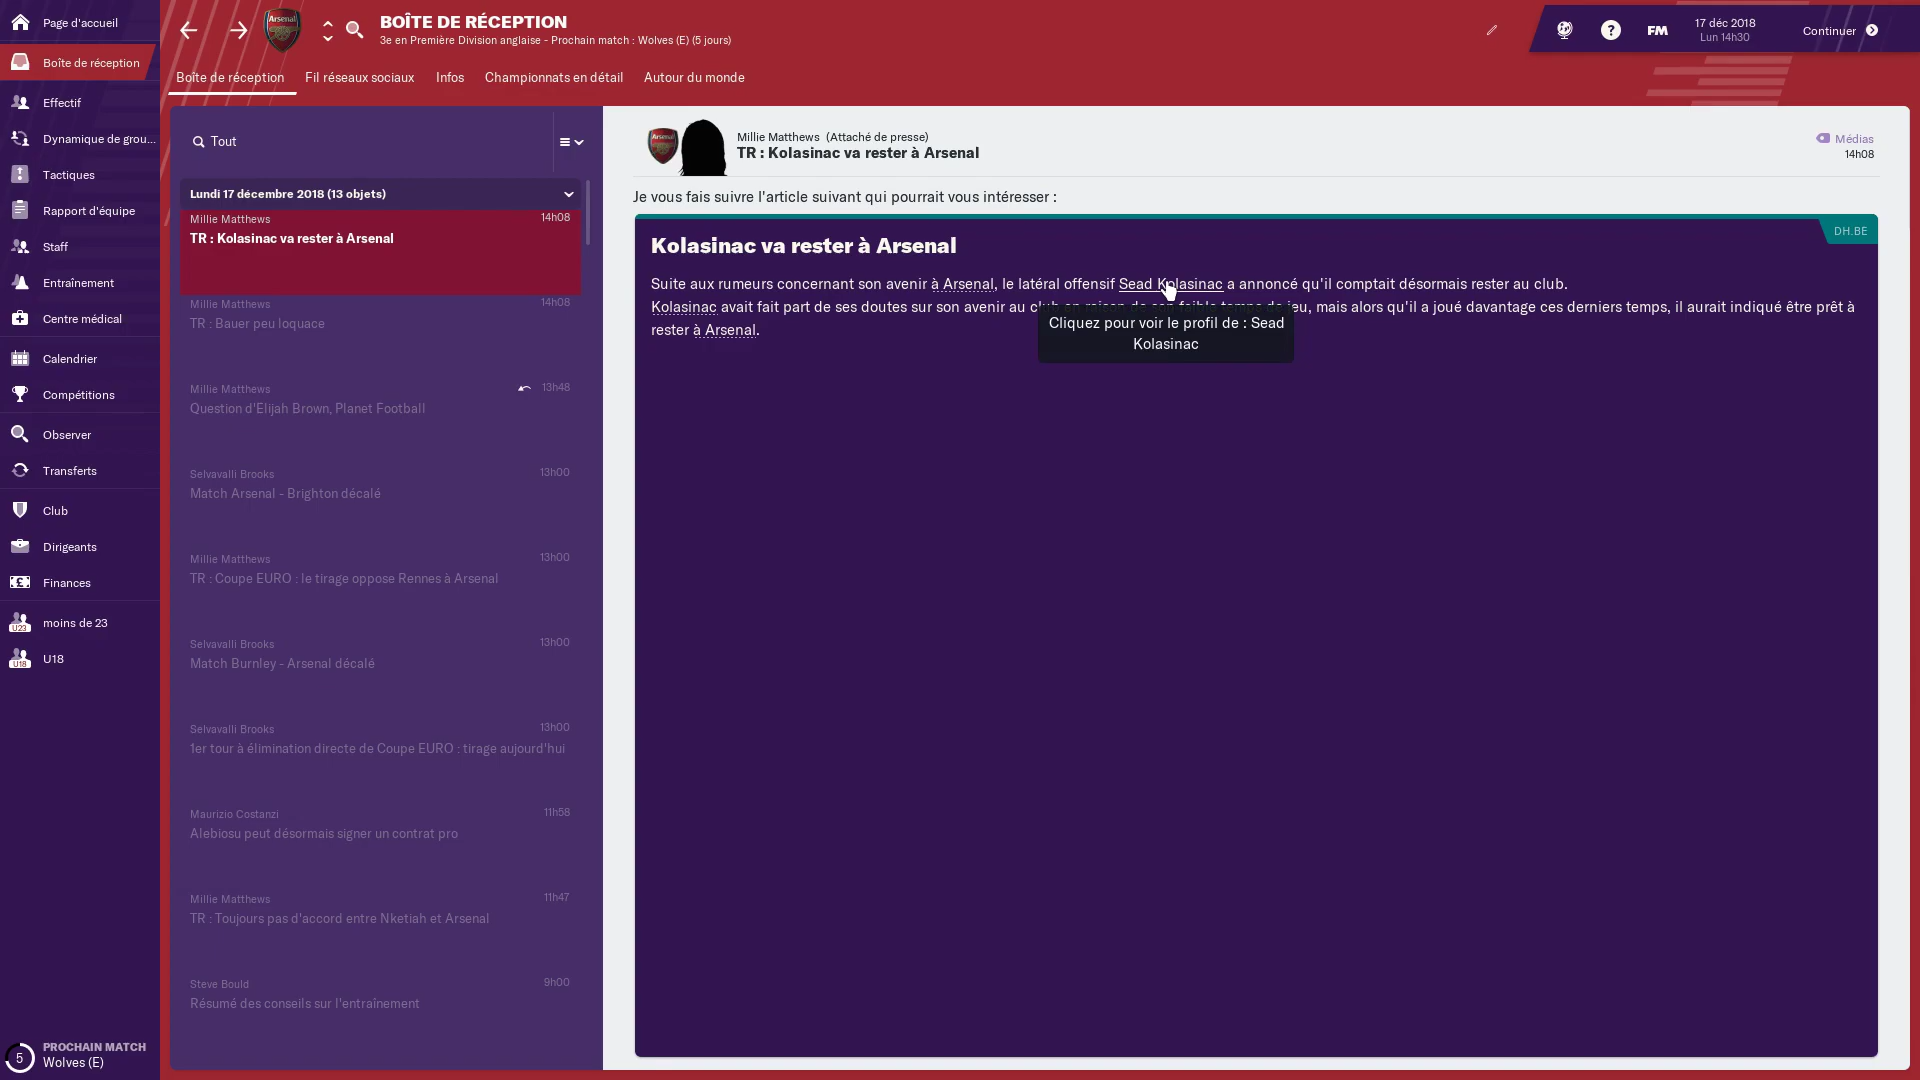 Page d'accueil
Boîte de réception
Effectif
Dynamique de grou...
Tactiques
Rapport d'équipe
Staff
Entraînement
Centre médical
Calendrier
Compétitions
Observer
Transferts
Club
Dirigeants
Finances
moins de 23
U23
U18
U18
5
PROCHAIN MATCH
Wolves (E)
Arsenal
BOÎTE DE RÉCEPTION
3e en Première Division anglaise - Prochain match : Wolves (E) (5 jours)
?
FM
17 déc 2018
Lun 14h30
Continuer
Boîte de réception
Fil réseaux sociaux
Infos
Championnats en détail
Autour du monde
Tout
Lundi 17 décembre 2018 (13 objets)
Millie Matthews 14h08
TR : Kolasinac va rester à Arsenal
Millie Matthews 14h08
TR : Bauer peu loquace
Millie Matthews 13h48
Question d'Elijah Brown, Planet Football
Selvavalli Brooks 13h00
Match Arsenal - Brighton décalé
Millie Matthews 13h00
TR : Coupe EURO : le tirage oppose Rennes à Arsenal
Selvavalli Brooks 13h00
Match Burnley - Arsenal décalé
Selvavalli Brooks 13h00
1er tour à élimination directe de Coupe EURO : tirage aujourd'hui
Maurizio Costanzi 11h58
Alebiosu peut désormais signer un contrat pro
Millie Matthews 11h47
TR : Toujours pas d'accord entre Nketiah et Arsenal
Steve Bould 9h00
Résumé des conseils sur l'entraînement
Arsenal
Millie Matthews (Attaché de presse)
TR : Kolasinac va rester à Arsenal
Médias
14h08
Je vous fais suivre l'article suivant qui pourrait vous intéresser :
DH.BE
Kolasinac va rester à Arsenal
Suite aux rumeurs concernant son avenir à Arsenal, le latéral offensif Sead Kolasinac a annoncé qu'il comptait désormais rester au club.
Kolasinac avait fait part de ses doutes sur son avenir au club en raison de son faible temps de jeu, mais alors qu'il a joué davantage ces derniers temps, il aurait indiqué être prêt à
rester à Arsenal.
Cliquez pour voir le profil de : Sead
Kolasinac